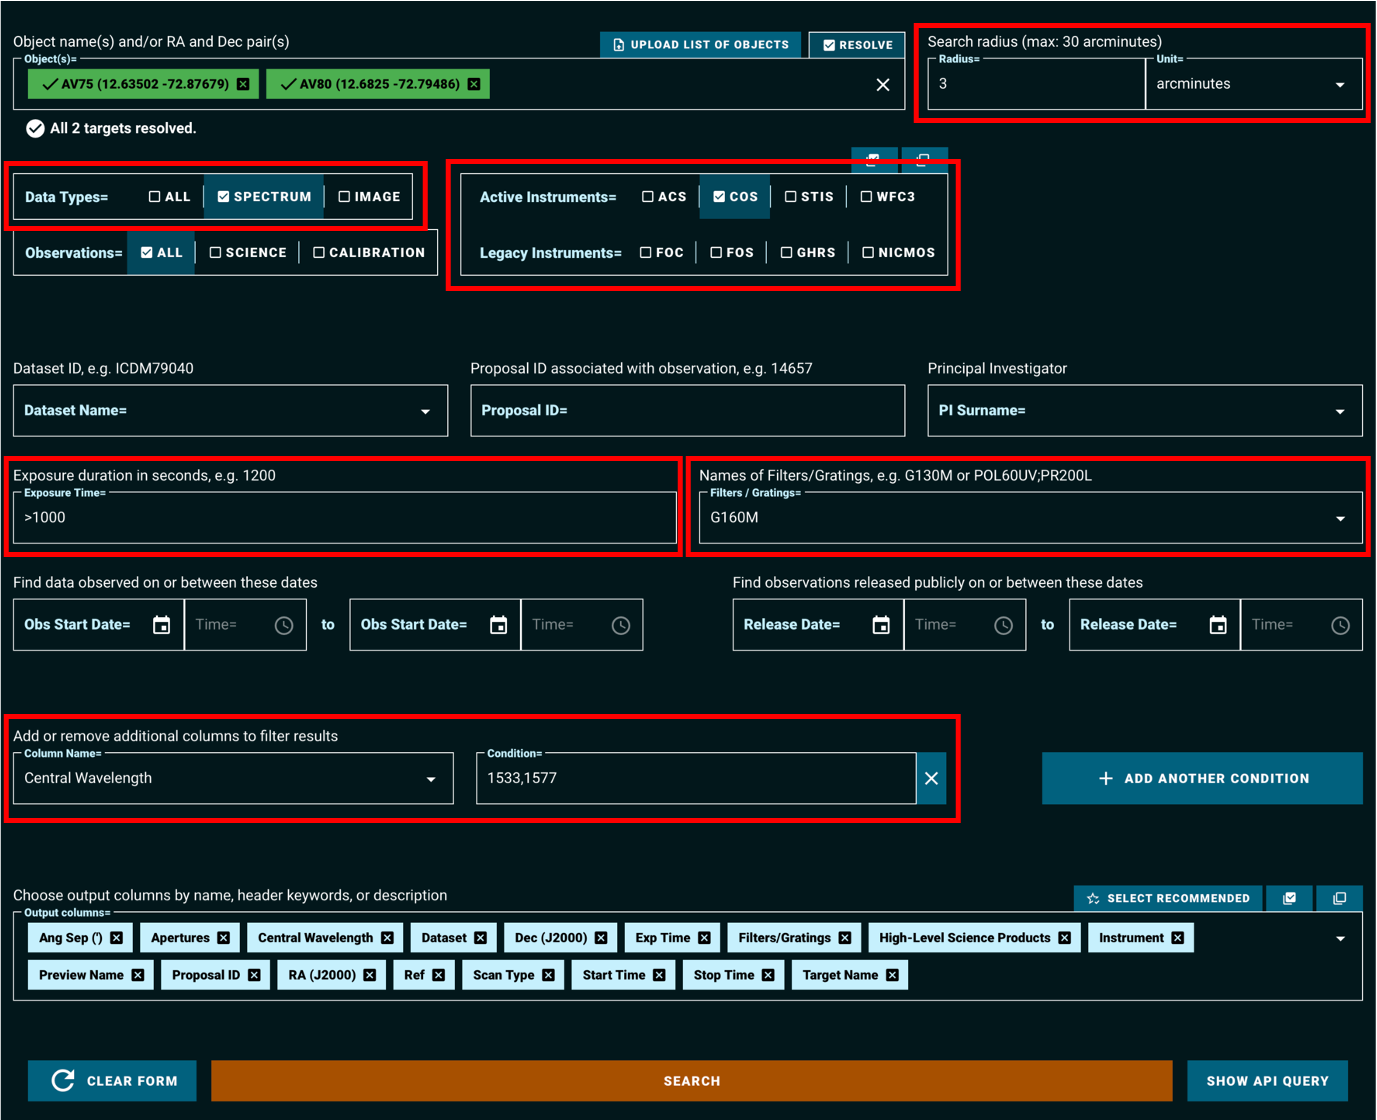 Object name(s) and/or RA and Dec pair(s)
UPLOAD LIST OF OBJECTS
RESOLVE
Object(s)=
AV75 (12.63502 -72.87679)
AV80 (12.6825 -72.79486)
All 2 targets resolved.
Search radius (max: 30 arcminutes)
Radius=
3
Unit=
arcminutes
Data Types=
ALL
SPECTRUM
IMAGE
Observations=
ALL
SCIENCE
CALIBRATION
Active Instruments=
ACS
COS
STIS
WFC3
Legacy Instruments=
FOC
FOS
GHRS
NICMOS
Dataset ID, e.g. ICDM79040
Dataset Name=
Proposal ID associated with observation, e.g. 14657
Proposal ID=
Principal Investigator
PI Surname=
Exposure duration in seconds, e.g. 1200
Exposure Time=
>1000
Names of Filters/Gratings, e.g. G130M or POL60UV;PR200L
Filters / Gratings=
G160M
Find data observed on or between these dates
Obs Start Date=
Time=
to
Obs Start Date=
Time=
Find observations released publicly on or between these dates
Release Date=
Time=
to
Release Date=
Time=
Add or remove additional columns to filter results
Column Name=
Central Wavelength
Condition=
1533,1577
ADD ANOTHER CONDITION
Choose output columns by name, header keywords, or description
SELECT RECOMMENDED
Output columns=
Ang Sep (')
Apertures
Central Wavelength
Dataset
Dec (J2000)
Exp Time
Filters/Gratings
High-Level Science Products
Instrument
Preview Name
Proposal ID
RA (J2000)
Ref
Scan Type
Start Time
Stop Time
Target Name
CLEAR FORM
SEARCH
SHOW API QUERY